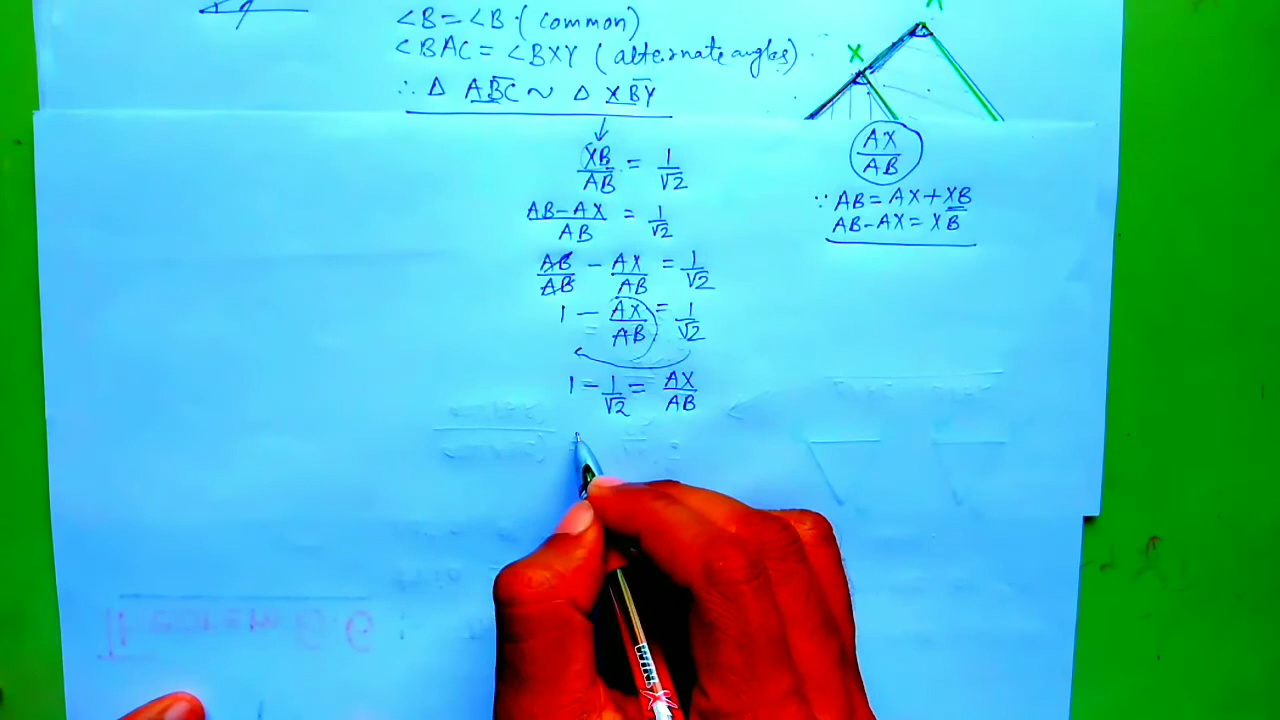 ∠B = ∠B (common)
∠BAC = ∠BXY (alternate angles).
∴ Δ ABC ~ Δ XBY
XB/AB = 1/√2
AB-AX/AB = 1/√2
AB/AB - AX/AB = 1/√2
1 - AX/AB = 1/√2
1 - 1/√2 = AX/AB
X
AX/AB
∵ AB = AX + XB
AB - AX = XB
WIN